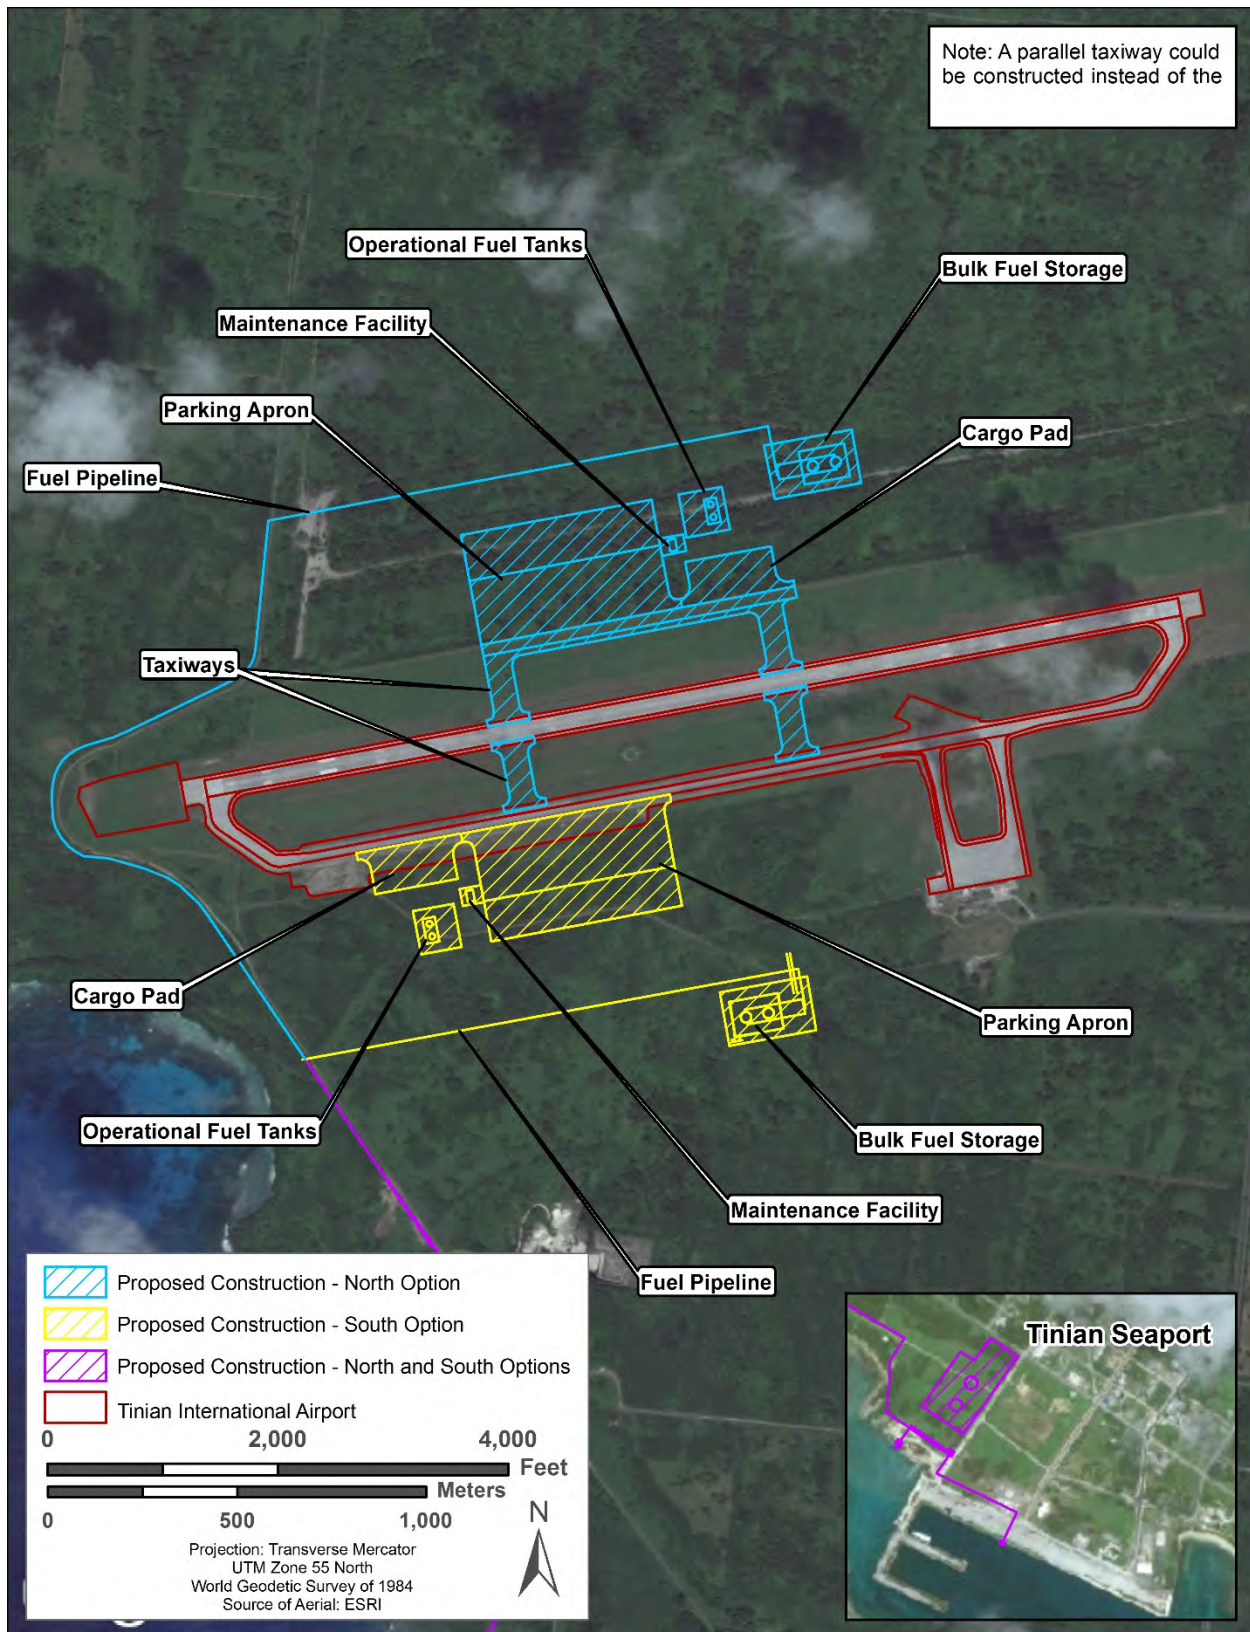 Note: A parallel taxiway could
be constructed instead of the
Operational Fuel Tanks
Bulk Fuel Storage
Maintenance Facility
Parking Apron
Cargo Pad
Fuel Pipeline
Taxiways
Cargo Pad
Parking Apron
Operational Fuel Tanks
Bulk Fuel Storage
Maintenance Facility
Fuel Pipeline
Proposed Construction - North Option
Proposed Construction - South Option
Proposed Construction - North and South Options
Tinian International Airport
0 2,000 4,000
Feet
Meters
0 500 1,000
N
Projection: Transverse Mercator
UTM Zone 55 North
World Geodetic Survey of 1984
Source of Aerial: ESRI
Tinian Seaport